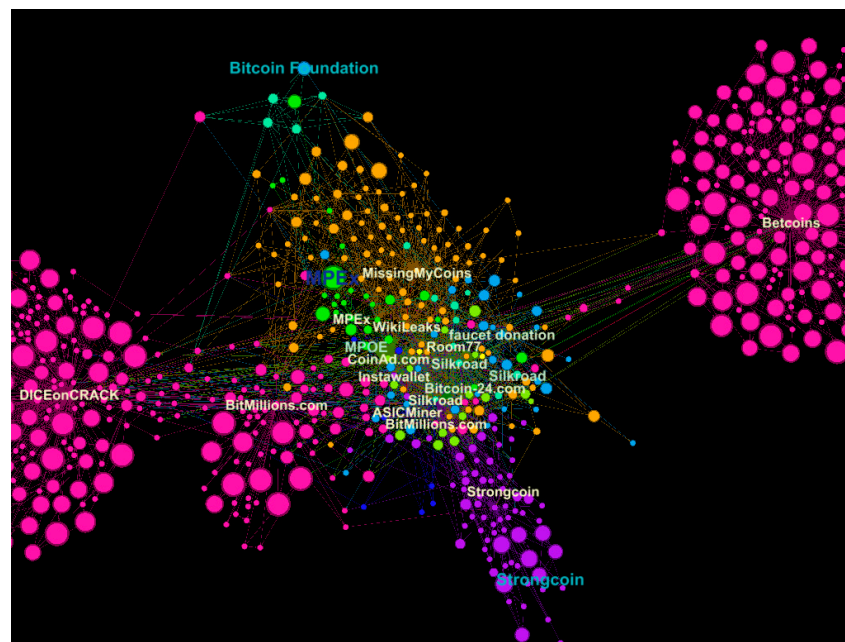 Bitcoin Foundation
Betcoins
MissingMyCoins
MPEx
MPEx
WikiLeaks
faucet donation
MPOE
Room77
CoinAd.com
Silkroad
Instawallet
Silkroad
Bitcoin-24.com
DICEonCRACK
Silkroad
BitMillions.com
ASICMiner
BitMillions.com
Strongcoin
Strongcoin